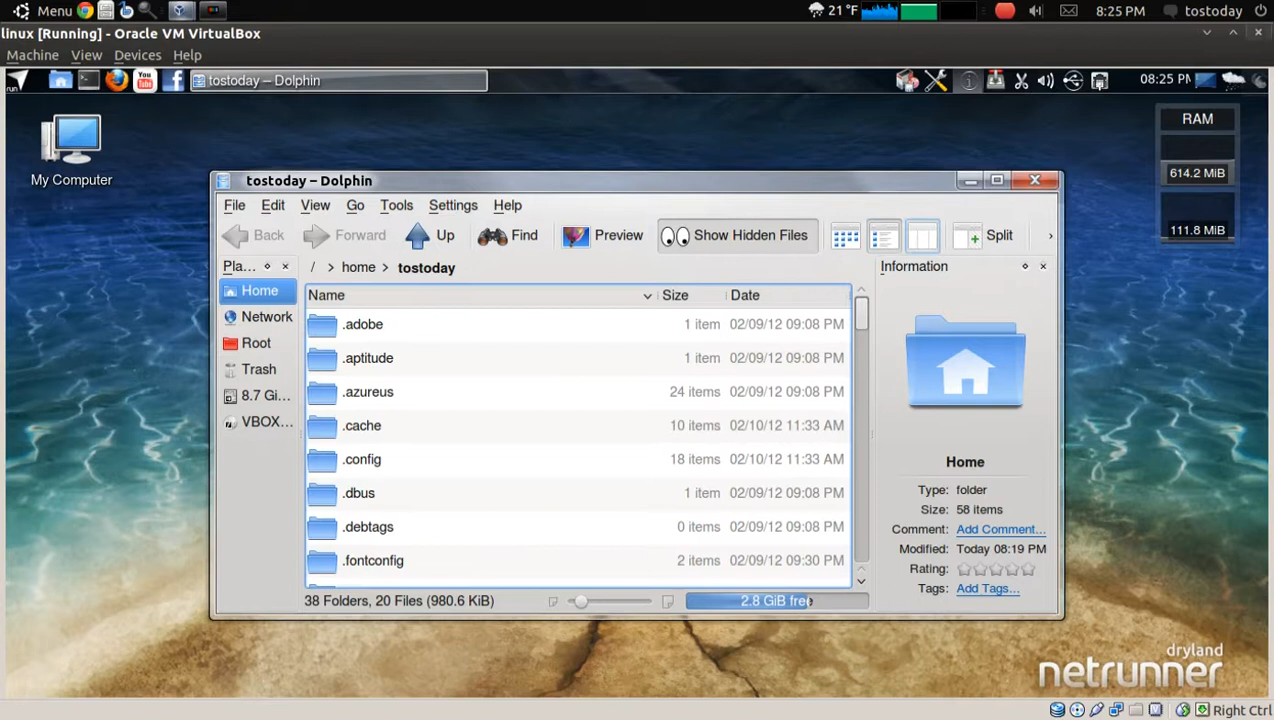 Menu 21 °F 8:25 PM tostoday
linux [Running] - Oracle VM VirtualBox
Machine View Devices Help
run You Tube f tostoday – Dolphin 08:25 PM
My Computer
RAM
614.2 MiB
111.8 MiB
tostoday – Dolphin
File Edit View Go Tools Settings Help
Back Forward Up Find Preview Show Hidden Files Split
Pla... / > home > tostoday Information
Home
Network
Root
Trash
8.7 Gi...
VBOX...
Name Size Date
.adobe 1 item 02/09/12 09:08 PM
.aptitude 1 item 02/09/12 09:08 PM
.azureus 24 items 02/09/12 09:08 PM
.cache 10 items 02/10/12 11:33 AM
.config 18 items 02/10/12 11:33 AM
.dbus 1 item 02/09/12 09:08 PM
.debtags 0 items 02/09/12 09:08 PM
.fontconfig 2 items 02/09/12 09:30 PM
Home
Type: folder
Size: 58 items
Comment: Add Comment...
Modified: Today 08:19 PM
Rating:
Tags: Add Tags...
38 Folders, 20 Files (980.6 KiB) 2.8 GiB free
dryland
netrunner
Right Ctrl